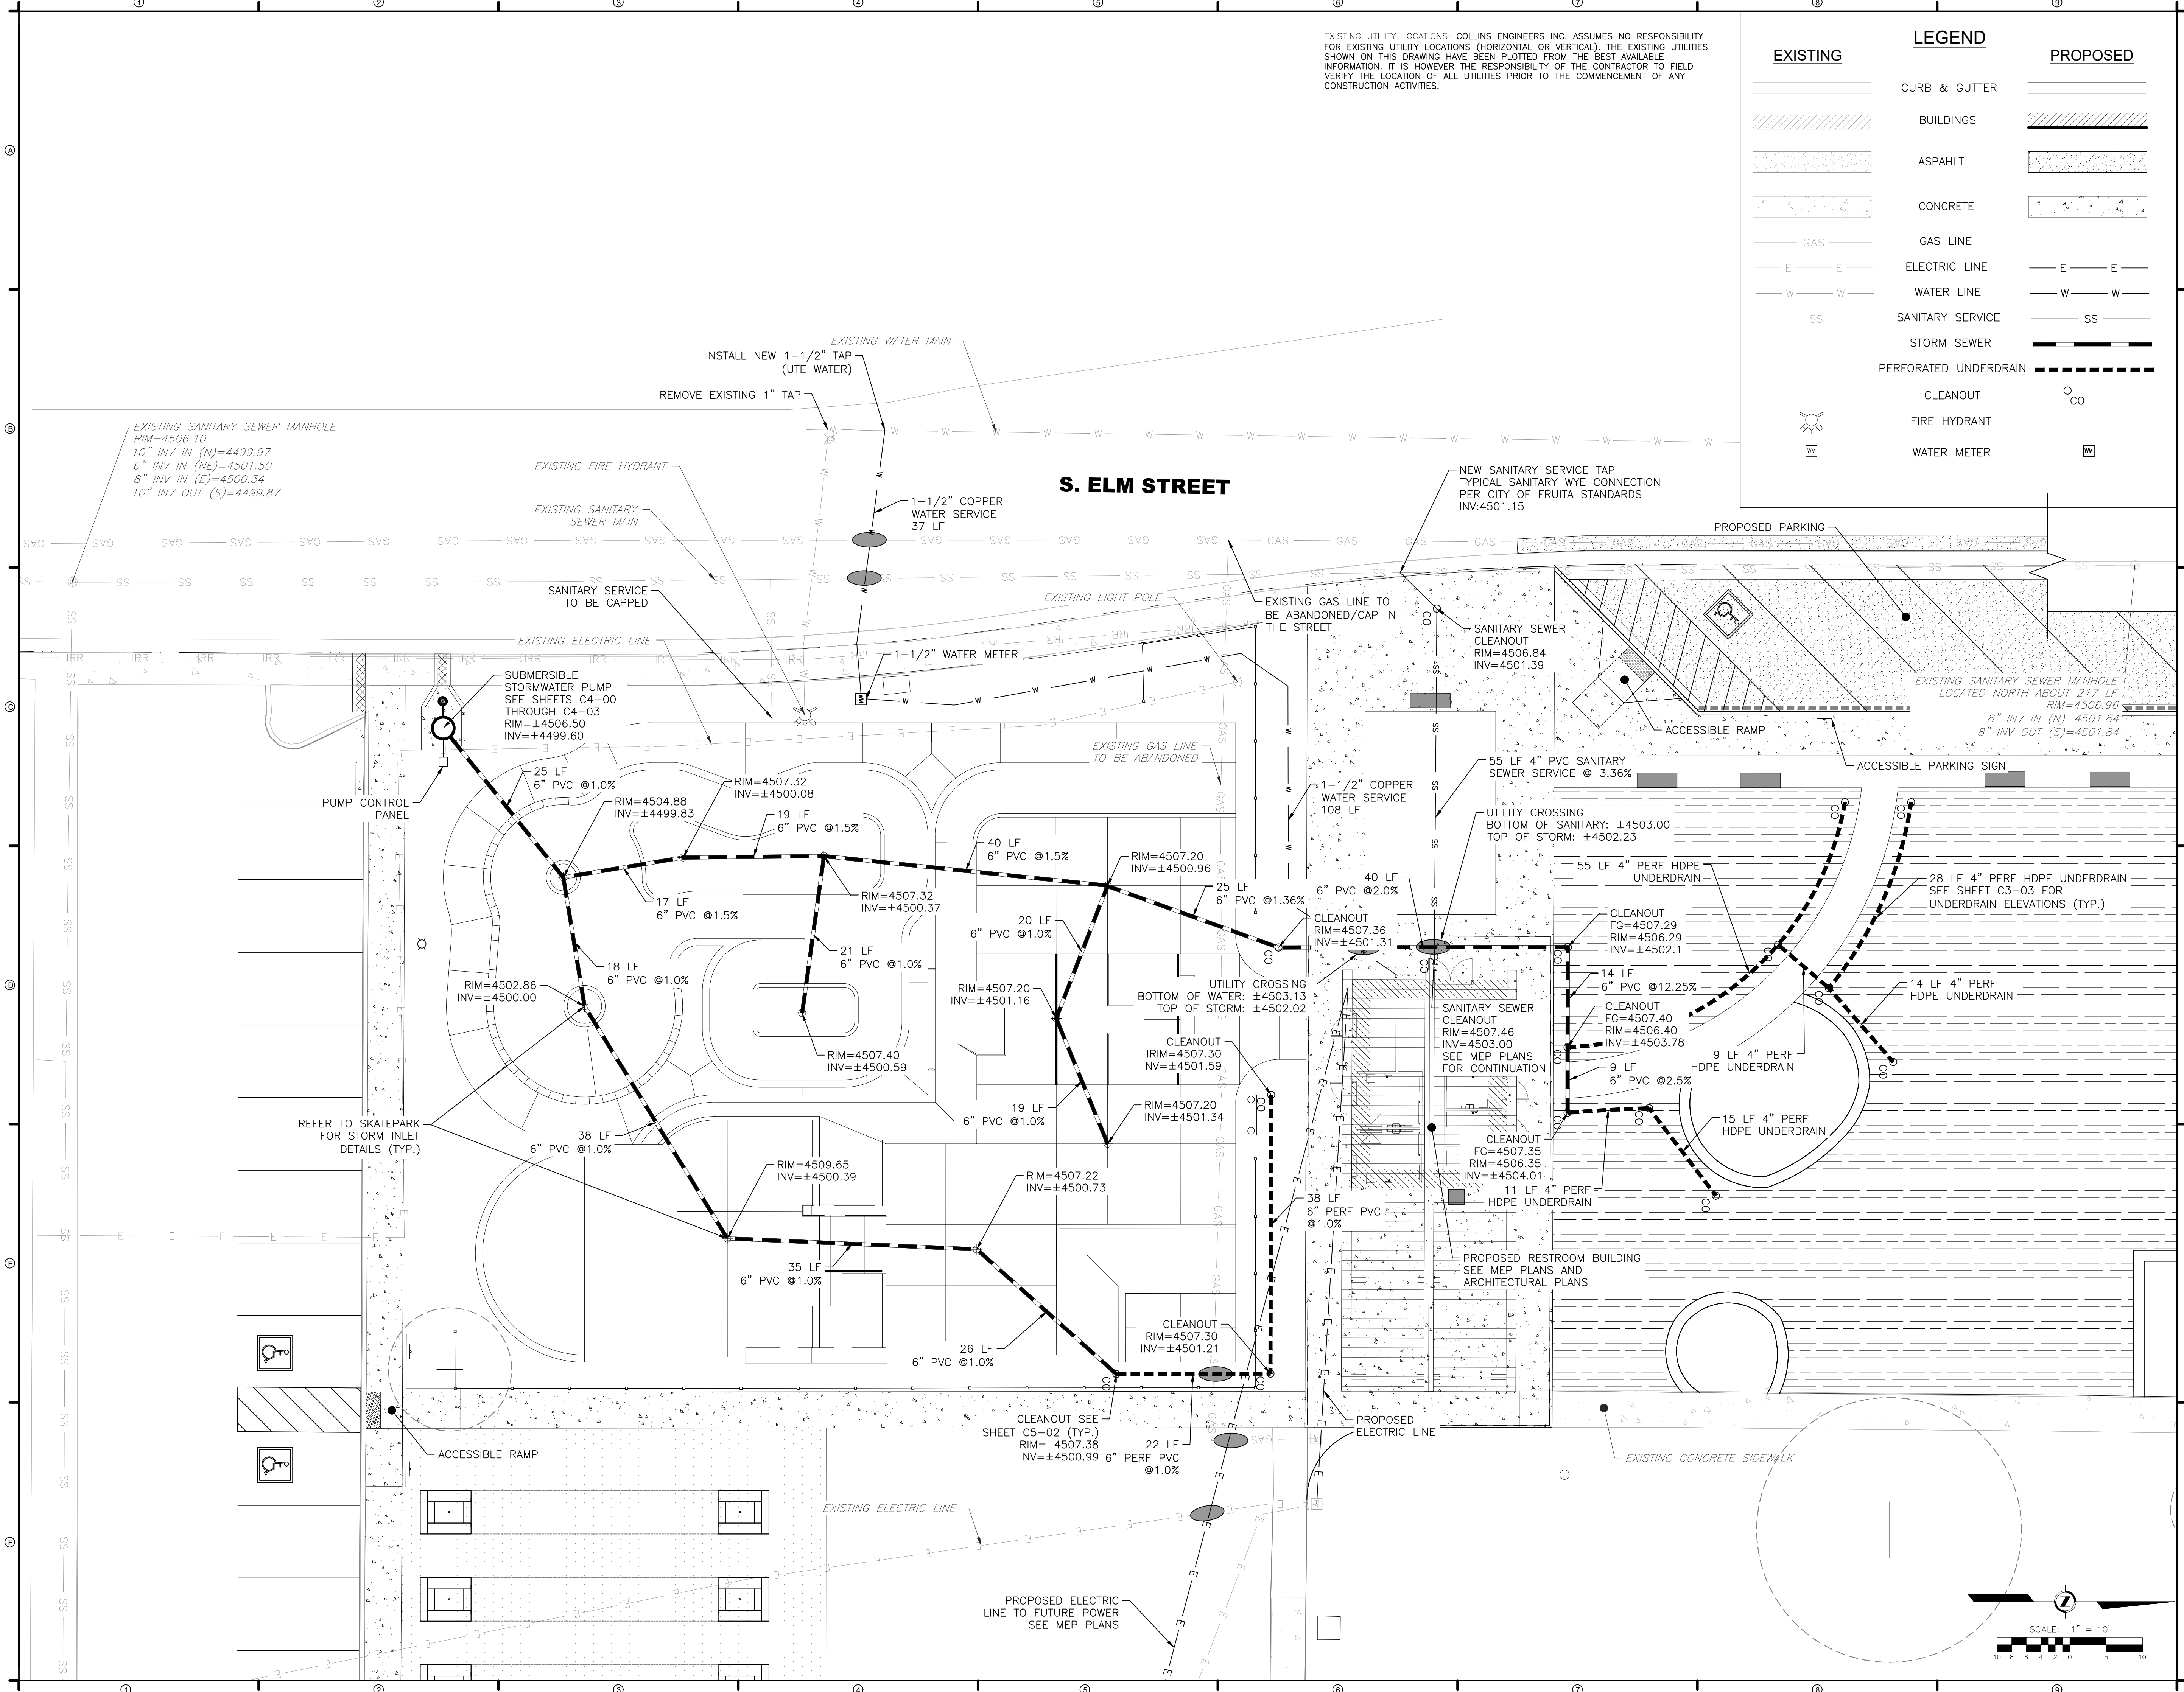 EXISTING UTILITY LOCATIONS: COLLINS ENGINEERS INC. ASSUMES NO RESPONSIBILITY
FOR EXISTING UTILITY LOCATIONS (HORIZONTAL OR VERTICAL). THE EXISTING UTILITIES
SHOWN ON THIS DRAWING HAVE BEEN PLOTTED FROM THE BEST AVAILABLE
INFORMATION. IT IS HOWEVER THE RESPONSIBILITY OF THE CONTRACTOR TO FIELD
VERIFY THE LOCATION OF ALL UTILITIES PRIOR TO THE COMMENCEMENT OF ANY
CONSTRUCTION ACTIVITIES.
LEGEND
EXISTING
PROPOSED
CURB & GUTTER
BUILDINGS
ASPAHLT
CONCRETE
GAS
GAS LINE
E E
ELECTRIC LINE
E E
W W
WATER LINE
W W
SS
SANITARY SERVICE
SS
STORM SEWER
PERFORATED UNDERDRAIN
CLEANOUT
CO
FIRE HYDRANT
WM
WATER METER
WM
EXISTING WATER MAIN
INSTALL NEW 1-1/2" TAP
(UTE WATER)
REMOVE EXISTING 1" TAP
EXISTING SANITARY SEWER MANHOLE
RIM=4506.10
10" INV IN (N)=4499.97
6" INV IN (NE)=4501.50
8" INV IN (E)=4500.34
10" INV OUT (S)=4499.87
EXISTING FIRE HYDRANT
S. ELM STREET
NEW SANITARY SERVICE TAP
TYPICAL SANITARY WYE CONNECTION
PER CITY OF FRUITA STANDARDS
INV:4501.15
1-1/2" COPPER
WATER SERVICE
37 LF
EXISTING SANITARY
SEWER MAIN
PROPOSED PARKING
SANITARY SERVICE
TO BE CAPPED
EXISTING LIGHT POLE
EXISTING GAS LINE TO
BE ABANDONED/CAP IN
THE STREET
EXISTING ELECTRIC LINE
SANITARY SEWER
CLEANOUT
RIM=4506.84
INV=4501.39
1-1/2" WATER METER
SUBMERSIBLE
STORMWATER PUMP
SEE SHEETS C4-00
THROUGH C4-03
RIM=±4506.50
INV=±4499.60
EXISTING SANITARY SEWER MANHOLE
LOCATED NORTH ABOUT 217 LF
RIM=4506.96
8" INV IN (N)=4501.84
8" INV OUT (S)=4501.84
ACCESSIBLE RAMP
EXISTING GAS LINE
TO BE ABANDONED
ACCESSIBLE PARKING SIGN
25 LF
6" PVC @1.0%
PUMP CONTROL
PANEL
RIM=4504.88
INV=±4499.83
RIM=4507.32
INV=±4500.08
19 LF
6" PVC @1.5%
55 LF 4" PVC SANITARY
SEWER SERVICE @ 3.36%
1-1/2" COPPER
WATER SERVICE
108 LF
UTILITY CROSSING
BOTTOM OF SANITARY: ±4503.00
TOP OF STORM: ±4502.23
40 LF
6" PVC @1.5%
RIM=4507.20
INV=±4500.96
55 LF 4" PERF HDPE
UNDERDRAIN
28 LF 4" PERF HDPE UNDERDRAIN
SEE SHEET C3-03 FOR
UNDERDRAIN ELEVATIONS (TYP.)
40 LF
6" PVC @2.0%
25 LF
6" PVC @1.36%
17 LF
6" PVC @1.5%
RIM=4507.32
INV=±4500.37
20 LF
6" PVC @1.0%
CLEANOUT
RIM=4507.36
INV=±4501.31
CLEANOUT
FG=4507.29
RIM=4506.29
INV=±4502.1
18 LF
6" PVC @1.0%
21 LF
6" PVC @1.0%
14 LF
6" PVC @12.25%
RIM=4502.86
INV=±4500.00
RIM=4507.20
INV=±4501.16
UTILITY CROSSING
BOTTOM OF WATER: ±4503.13
TOP OF STORM: ±4502.02
14 LF 4" PERF
HDPE UNDERDRAIN
SANITARY SEWER
CLEANOUT
RIM=4507.46
INV=4503.00
SEE MEP PLANS
FOR CONTINUATION
CLEANOUT
FG=4507.40
RIM=4506.40
INV=±4503.78
RIM=4507.40
INV=±4500.59
CLEANOUT
IRIM=4507.30
NV=±4501.59
9 LF 4" PERF
HDPE UNDERDRAIN
9 LF
6" PVC @2.5%
19 LF
6" PVC @1.0%
RIM=4507.20
INV=±4501.34
15 LF 4" PERF
HDPE UNDERDRAIN
REFER TO SKATEPARK
FOR STORM INLET
DETAILS (TYP.)
38 LF
6" PVC @1.0%
CLEANOUT
FG=4507.35
RIM=4506.35
INV=±4504.01
RIM=4509.65
INV=±4500.39
RIM=4507.22
INV=±4500.73
11 LF 4" PERF
HDPE UNDERDRAIN
38 LF
6" PERF PVC
@1.0%
35 LF
6" PVC @1.0%
PROPOSED RESTROOM BUILDING
SEE MEP PLANS AND
ARCHITECTURAL PLANS
CLEANOUT
RIM=4507.30
INV=±4501.21
26 LF
6" PVC @1.0%
CLEANOUT SEE
SHEET C5-02 (TYP.)
RIM= 4507.38
INV=±4500.99
22 LF
6" PERF PVC
@1.0%
PROPOSED
ELECTRIC LINE
ACCESSIBLE RAMP
EXISTING CONCRETE SIDEWALK
EXISTING ELECTRIC LINE
PROPOSED ELECTRIC
LINE TO FUTURE POWER
SEE MEP PLANS
Z
SCALE: 1" = 10'
10 8 6 4 2 0 5 10